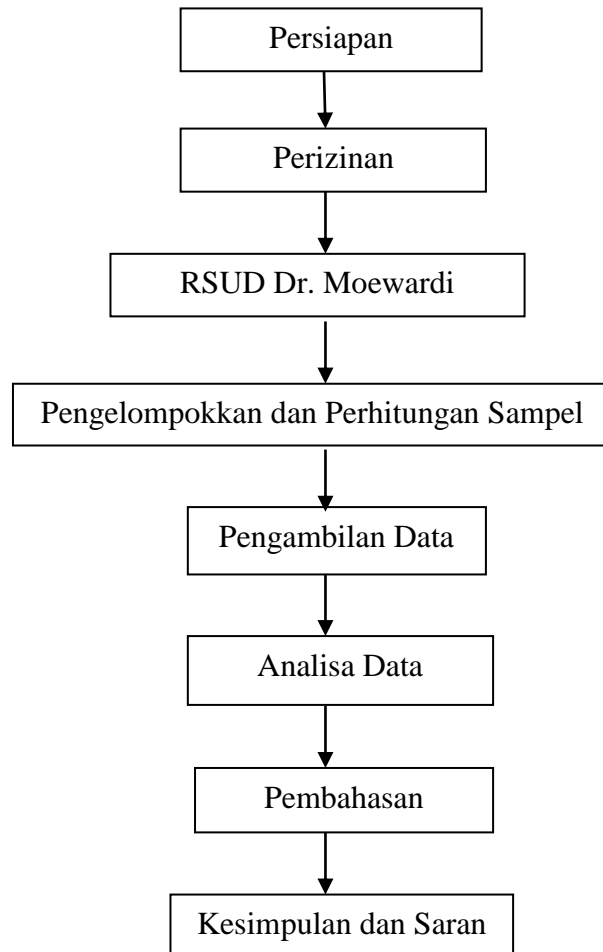 Persiapan
Perizinan
RSUD Dr. Moewardi
Pengelompokkan dan Perhitungan Sampel
Pengambilan Data
Analisa Data
Pembahasan
Kesimpulan dan Saran